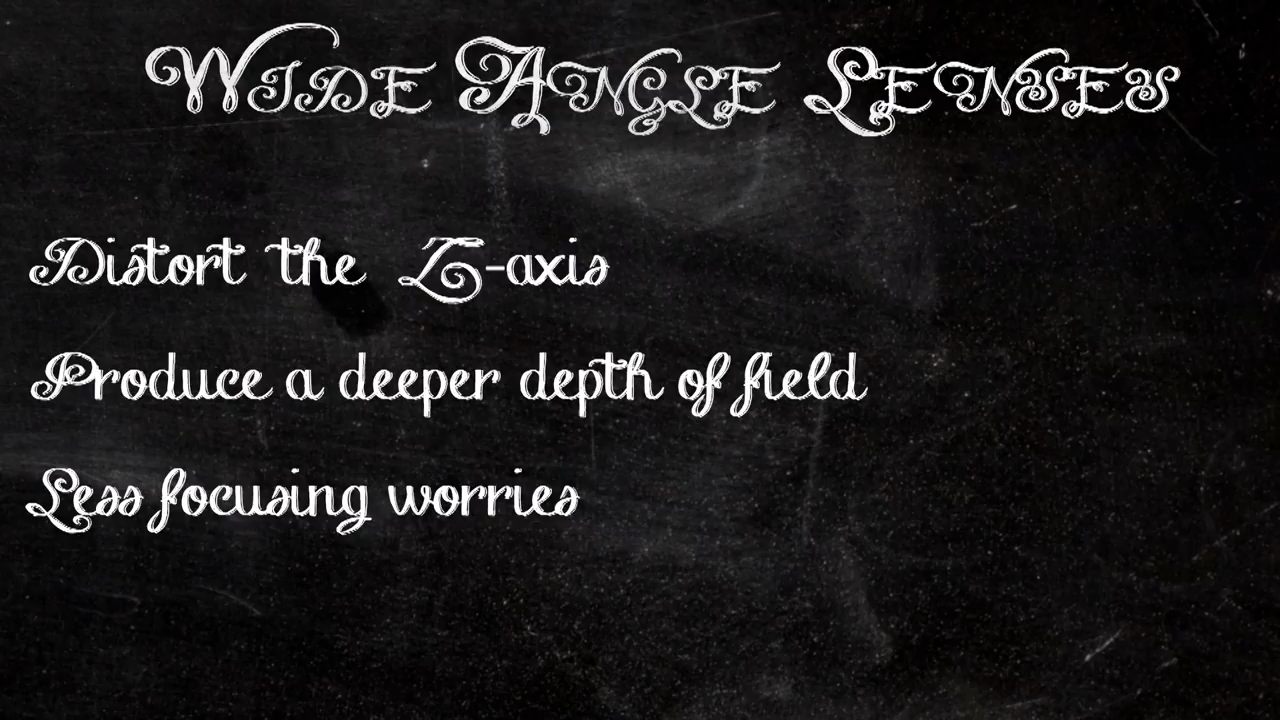 Wide Angle Lenses
Distort the Z-axis
Produce a deeper depth of field
Less focusing worries